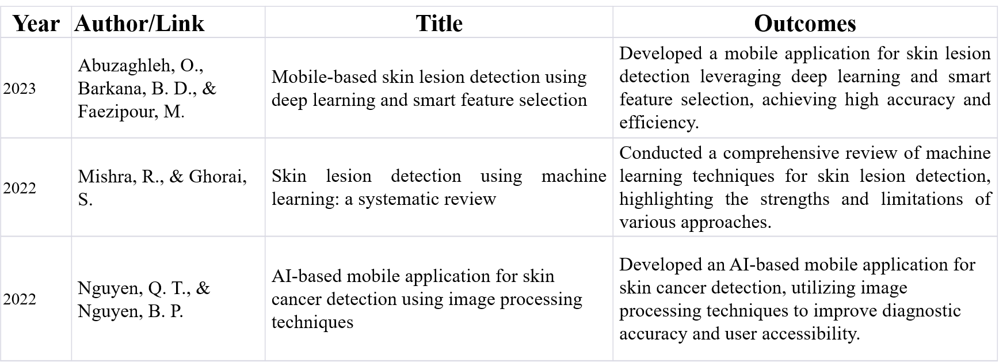 Year Author/Link Title Outcomes
2023
Abuzaghleh, O.,
Barkana, B. D., &
Faezipour, M.
Mobile-based skin lesion detection using
deep learning and smart feature selection
Developed a mobile application for skin lesion
detection leveraging deep learning and smart
feature selection, achieving high accuracy and
efficiency.
2022
Mishra, R., & Ghorai,
S.
Skin lesion detection using machine
learning: a systematic review
Conducted a comprehensive review of machine
learning techniques for skin lesion detection,
highlighting the strengths and limitations of
various approaches.
2022
Nguyen, Q. T., &
Nguyen, B. P.
AI-based mobile application for skin
cancer detection using image processing
techniques
Developed an AI-based mobile application for
skin cancer detection, utilizing image
processing techniques to improve diagnostic
accuracy and user accessibility.